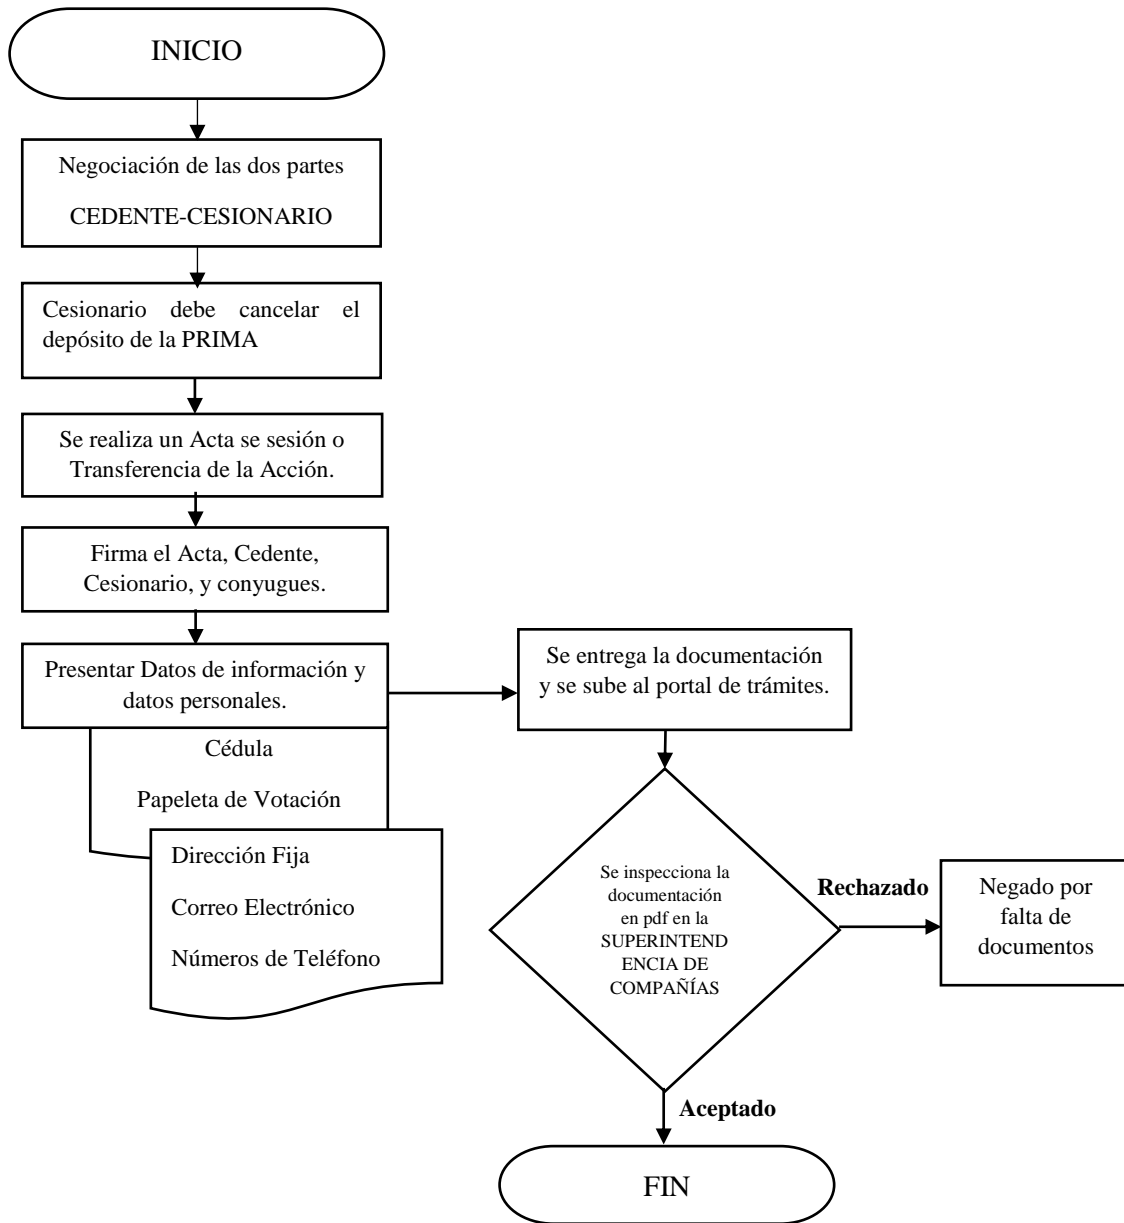 INICIO
Negociación de las dos partes
CEDENTE-CESIONARIO
Cesionario debe cancelar el
depósito de la PRIMA
Se realiza un Acta se sesión o
Transferencia de la Acción.
Firma el Acta, Cedente,
Cesionario, y conyugues.
Presentar Datos de información y
datos personales.
Cédula
Papeleta de Votación
Dirección Fija
Correo Electrónico
Números de Teléfono
Se entrega la documentación
y se sube al portal de trámites.
Se inspecciona la
documentación
en pdf en la
SUPERINTEND
ENCIA DE
COMPAÑÍAS
Rechazado
Negado por
falta de
documentos
Aceptado
FIN